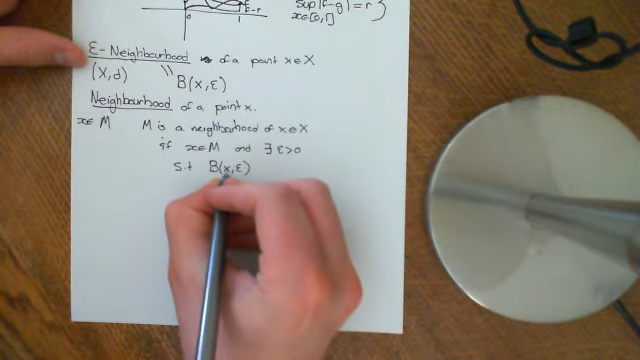 sup|f-g| = r }
x∈[0,1]
0 1
ε-Neighbourhood of a point x∈X
(X,d) || B(x,ε)
Neighbourhood of a point x.
x∈M M is a neighbourhood of x∈X
if x∈M and ∃ ε>0
s.t B(x,ε)